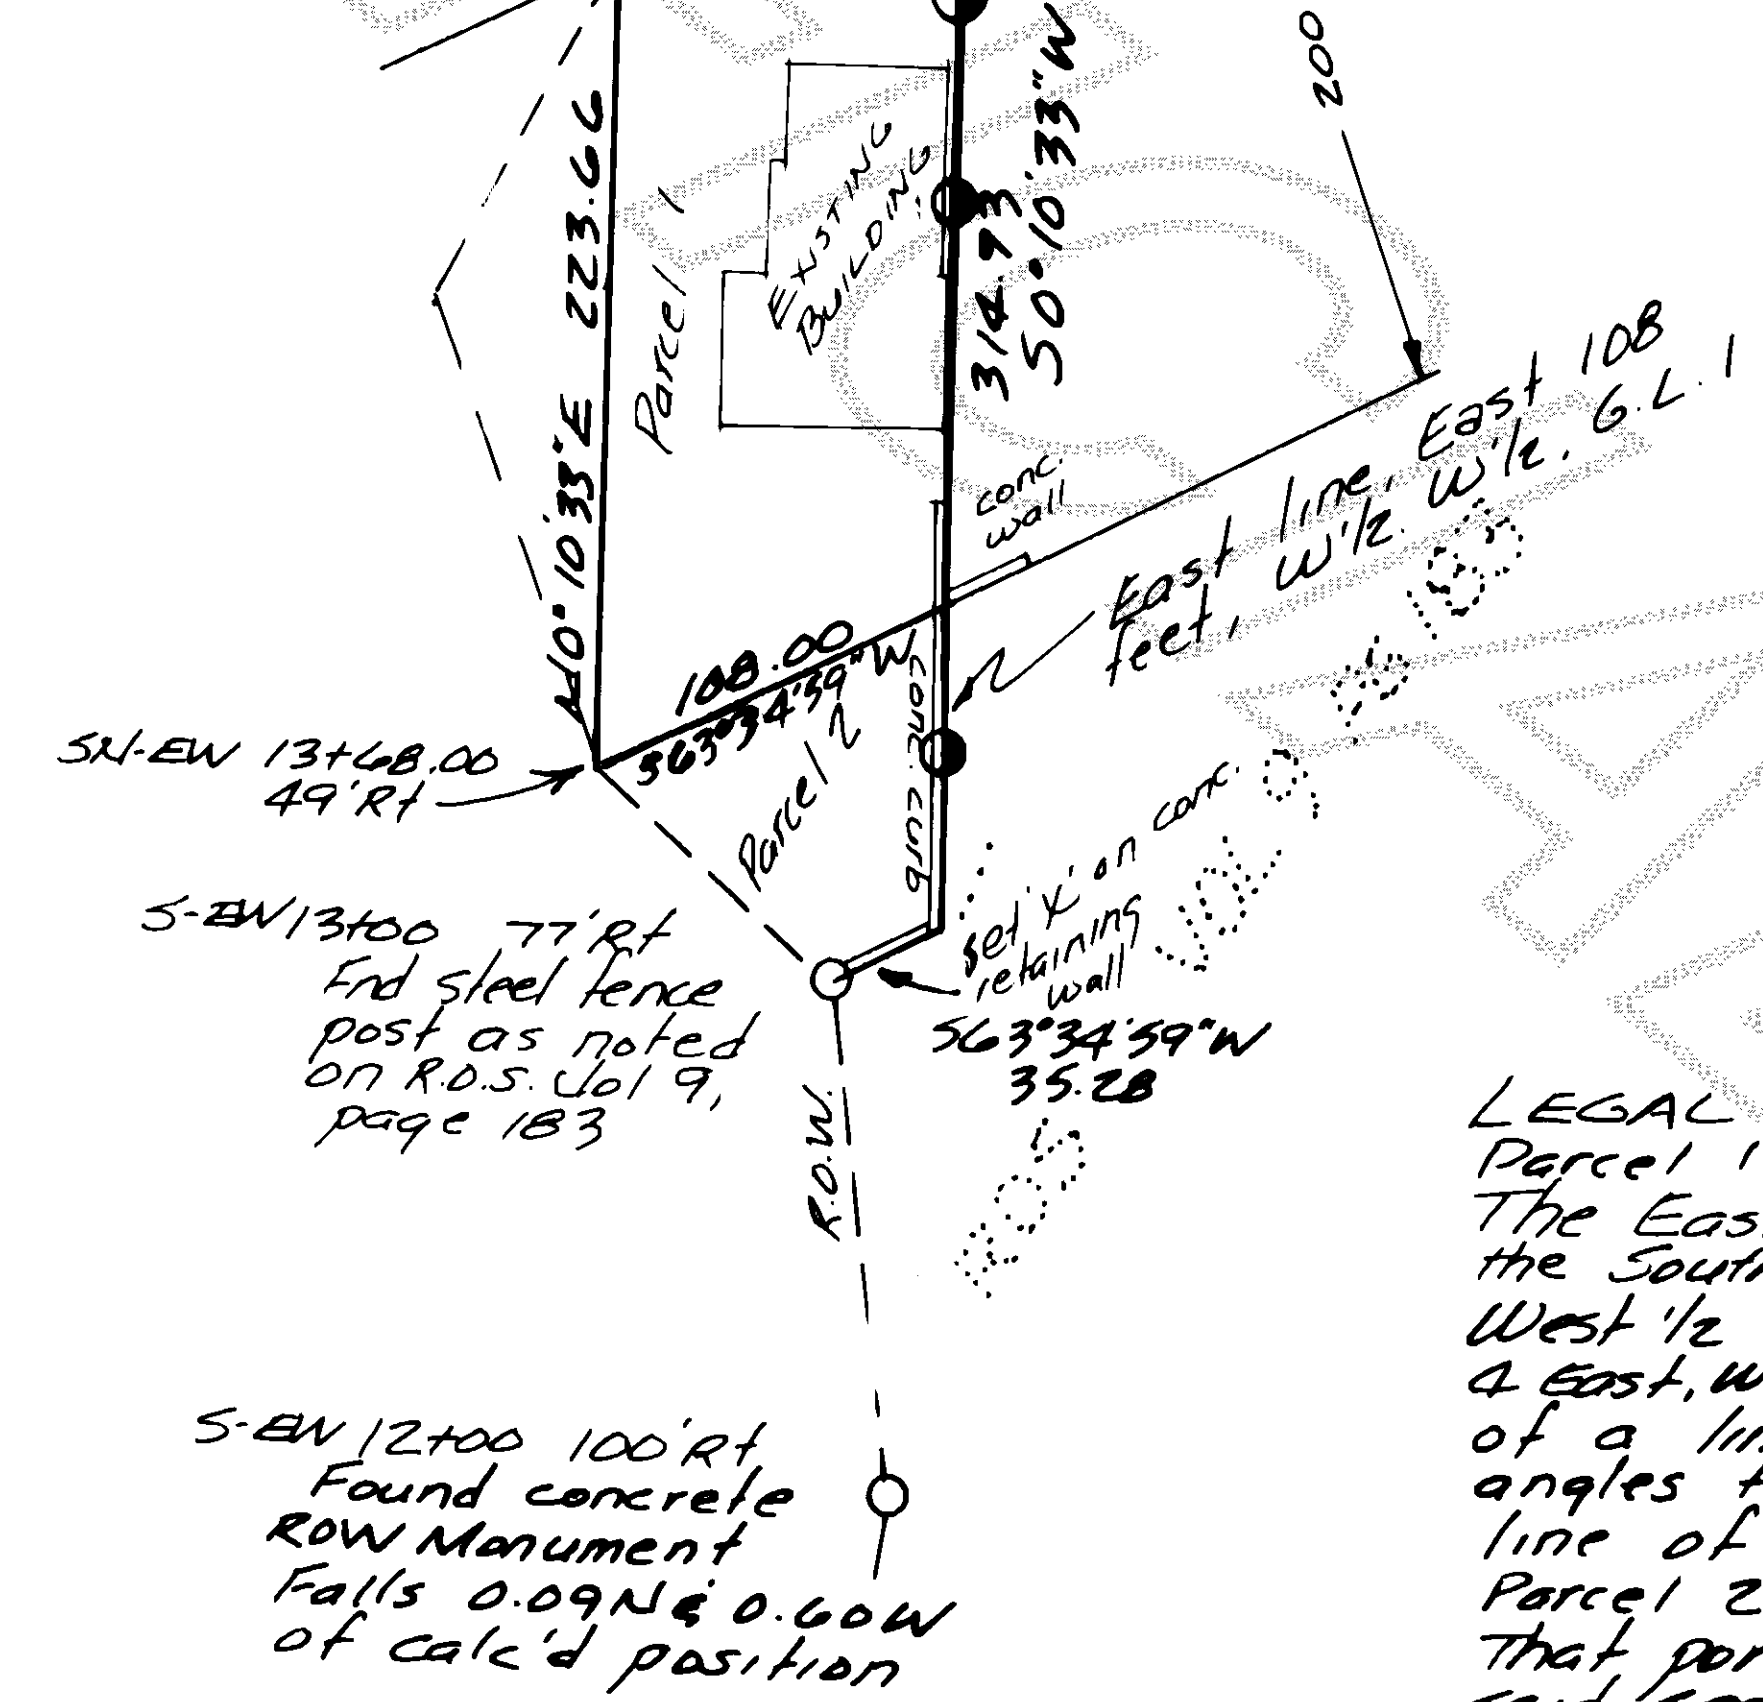 200
N0°10'33"E 223.66
Parcel 1
EXISTING
BUILDING
314.93
S0°10'33"W
conc.
wall
East line, East 108
feet, W'/2. W'/2. G.L. 1
108.00
S63°34'59"W
Parcel 2
conc. curb
SN-EW 13+68.00
49'Rt
set 'X' on conc.
retaining
wall
S63°34'59"W
35.28
S-EW 13+00 77'Rt
Fnd steel fence
post as noted
on R.O.S. Vol 9,
page 183
R.O.W.
S-EW 12+00 100'Rt
Found concrete
ROW Monument
Falls 0.09N & 0.60W
of calc'd position
LEGAL
Parcel 1
The Eas
the South
West 1/2
4 East, W
of a lin
angles t
line of
Parcel 2
That por